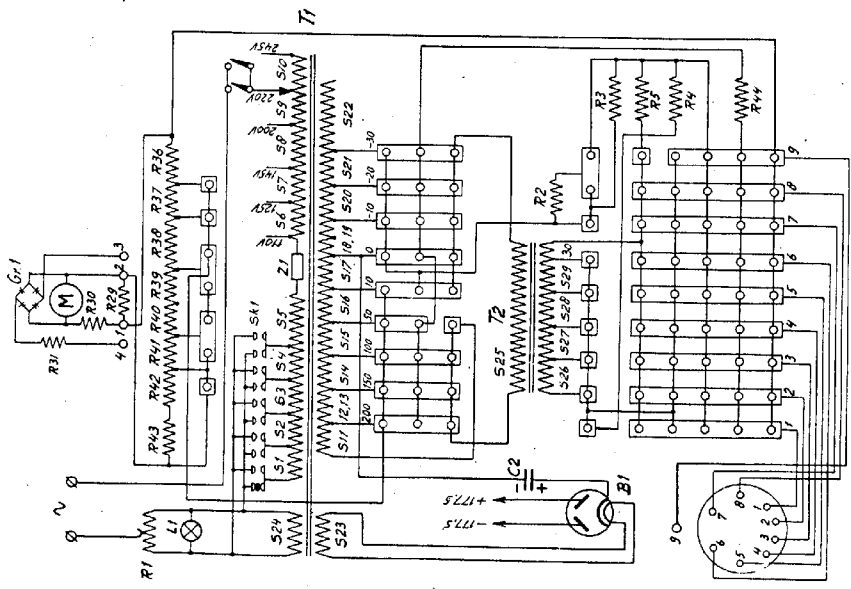 T1
245V
S10
220V
S9
200V
S8
145V
S7
125V
S6
110V
Z1
S5
S4
S3
S2
S1
S24
Sk1
S22
S21
S20
18,19
S17
S16
S15
S14
12,13
S11
S23
-30
-20
-10
0
10
50
100
150
200
Gr.1
M
R30
R29
R31
1
2
3
4
R36
R37
R38
R39
R40
R41
R42
R43
~
R1
L1
T2
S25
30
S29
S28
S27
S26
R2
R3
R5
R4
R44
C2
- +
+177.5
-177.5
B1
9
8
7
6
5
4
3
2
1
9
1
2
3
4
5
6
7
8